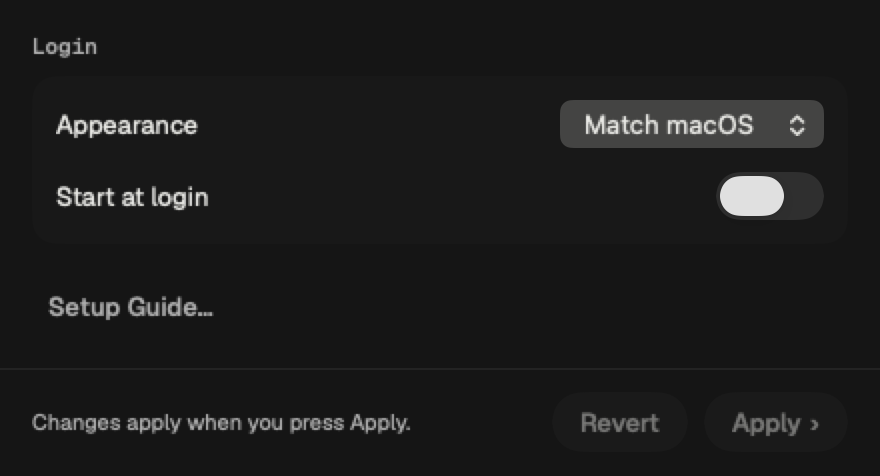 Login
Appearance
Match macOS
Start at login
Setup Guide...
Changes apply when you press Apply.
Revert
Apply ›